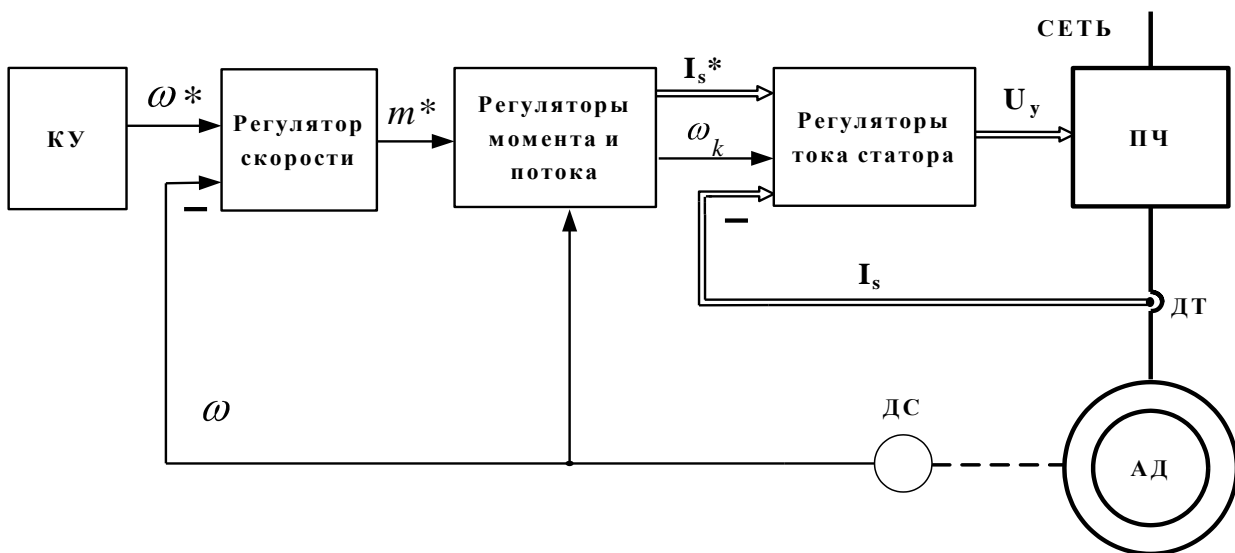 СЕТЬ
КУ
ω*
Регулятор
скорости
m*
Регуляторы
момента и
потока
Is*
ωk
Регуляторы
тока статора
Uy
ПЧ
–
–
Is
ДТ
ω
ДС
АД